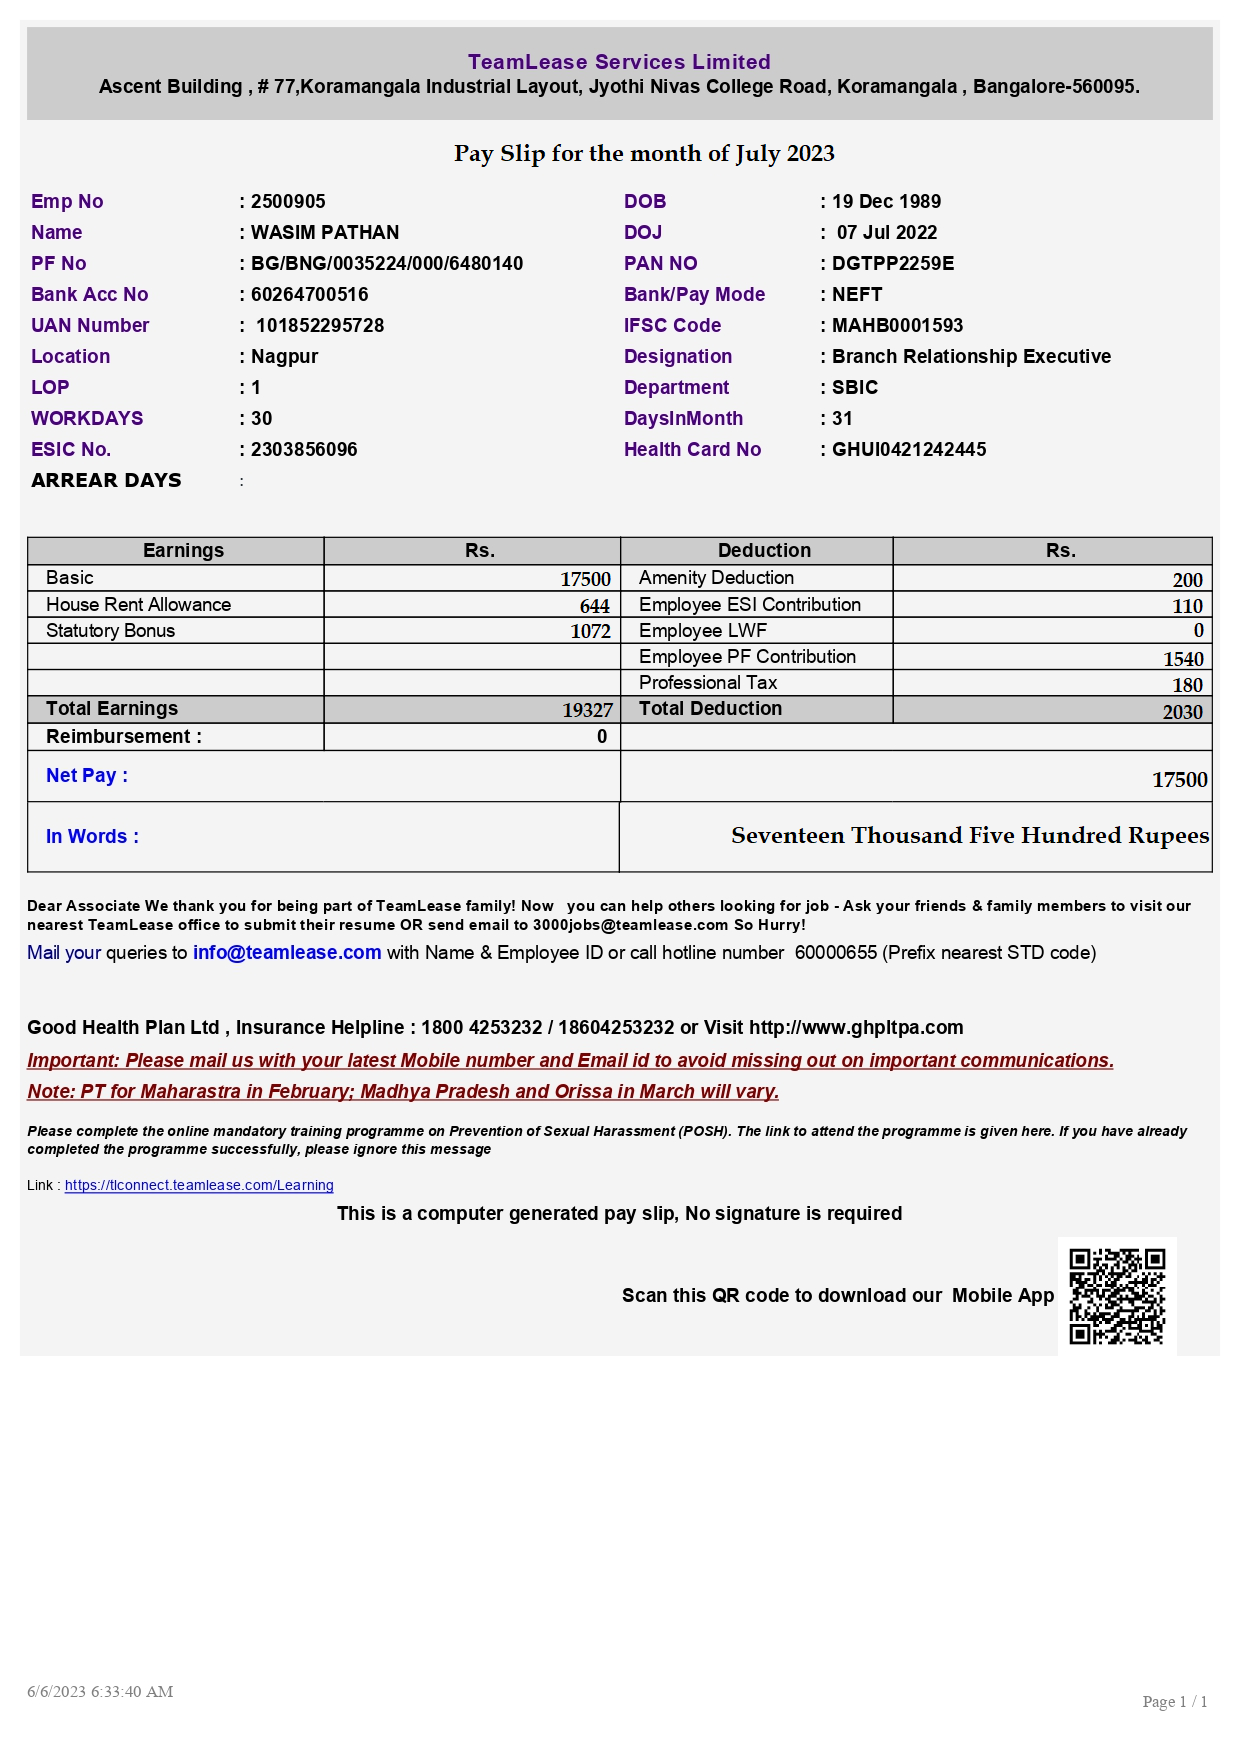 TeamLease Services Limited
Ascent Building , # 77,Koramangala Industrial Layout, Jyothi Nivas College Road, Koramangala , Bangalore-560095.
Pay Slip for the month of July 2023
Emp No : 2500905 DOB : 19 Dec 1989
Name : WASIM PATHAN DOJ : 07 Jul 2022
PF No : BG/BNG/0035224/000/6480140 PAN NO : DGTPP2259E
Bank Acc No : 60264700516 Bank/Pay Mode : NEFT
UAN Number : 101852295728 IFSC Code : MAHB0001593
Location : Nagpur Designation : Branch Relationship Executive
LOP : 1 Department : SBIC
WORKDAYS : 30 DaysInMonth : 31
ESIC No. : 2303856096 Health Card No : GHUI0421242445
ARREAR DAYS :
Earnings Rs. Deduction Rs.
Basic 17500 Amenity Deduction 200
House Rent Allowance 644 Employee ESI Contribution 110
Statutory Bonus 1072 Employee LWF 0
Employee PF Contribution 1540
Professional Tax 180
Total Earnings 19327 Total Deduction 2030
Reimbursement : 0
Net Pay : 17500
In Words : Seventeen Thousand Five Hundred Rupees
Dear Associate We thank you for being part of TeamLease family! Now you can help others looking for job - Ask your friends & family members to visit our
nearest TeamLease office to submit their resume OR send email to 3000jobs@teamlease.com So Hurry!
Mail your queries to info@teamlease.com with Name & Employee ID or call hotline number 60000655 (Prefix nearest STD code)
Good Health Plan Ltd , Insurance Helpline : 1800 4253232 / 18604253232 or Visit http://www.ghpltpa.com
Important: Please mail us with your latest Mobile number and Email id to avoid missing out on important communications.
Note: PT for Maharastra in February; Madhya Pradesh and Orissa in March will vary.
Please complete the online mandatory training programme on Prevention of Sexual Harassment (POSH). The link to attend the programme is given here. If you have already
completed the programme successfully, please ignore this message
Link : https://tlconnect.teamlease.com/Learning
This is a computer generated pay slip, No signature is required
Scan this QR code to download our Mobile App
6/6/2023 6:33:40 AM
Page 1 / 1